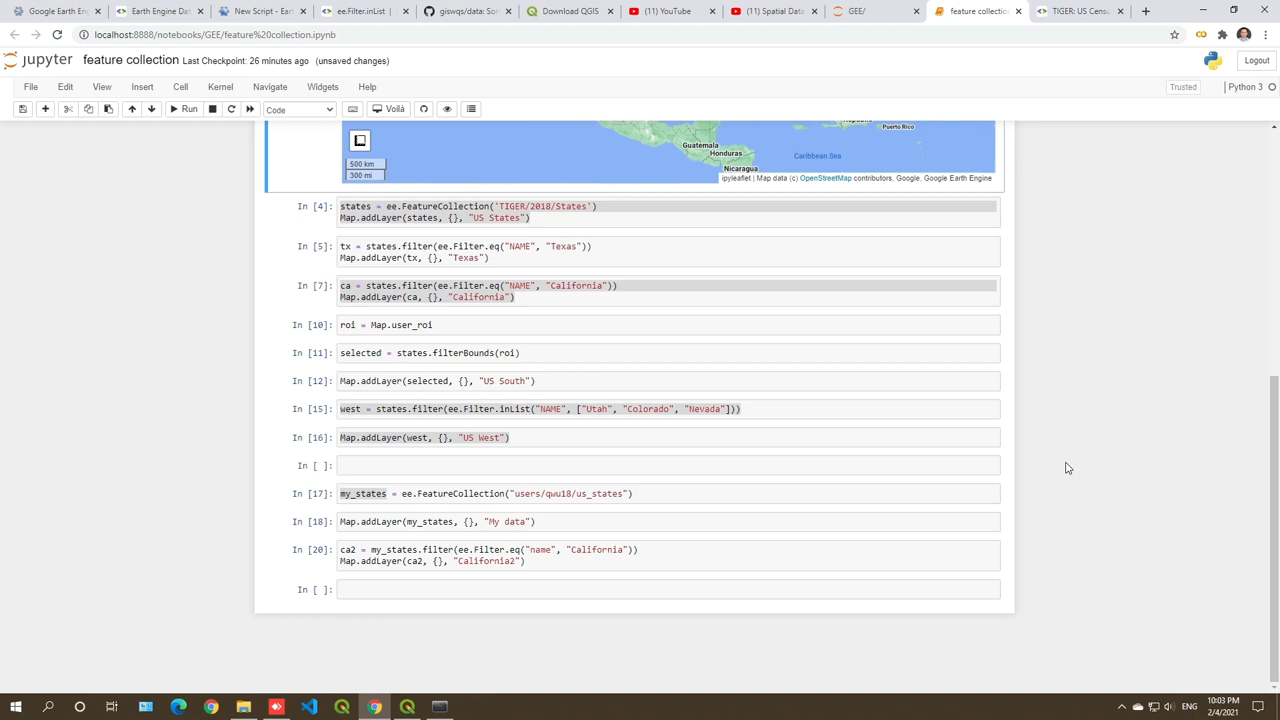 Google Earth En
Earth Engine Da
New Script - Ear
ee.Filter.inList
giswqs/data: Son
Download QGIS
(11) YouTube
(11) Spatial Data
GEE/
feature collectio
TIGER: US Censu
localhost:8888/notebooks/GEE/feature%20collection.ipynb
jupyter feature collection Last Checkpoint: 26 minutes ago (unsaved changes)
Logout
File Edit View Insert Cell Kernel Navigate Widgets Help
Trusted
Python 3
Run
Code
Voilà
Puerto Rico
Guatemala
Honduras
Caribbean Sea
Nicaragua
500 km
300 mi
ipyleaflet | Map data (c) OpenStreetMap contributors, Google, Google Earth Engine
In [4]: states = ee.FeatureCollection('TIGER/2018/States')
Map.addLayer(states, {}, "US States")
In [5]: tx = states.filter(ee.Filter.eq("NAME", "Texas"))
Map.addLayer(tx, {}, "Texas")
In [7]: ca = states.filter(ee.Filter.eq("NAME", "California"))
Map.addLayer(ca, {}, "California")
In [10]: roi = Map.user_roi
In [11]: selected = states.filterBounds(roi)
In [12]: Map.addLayer(selected, {}, "US South")
In [15]: west = states.filter(ee.Filter.inList("NAME", ["Utah", "Colorado", "Nevada"]))
In [16]: Map.addLayer(west, {}, "US West")
In [ ]:
In [17]: my_states = ee.FeatureCollection("users/qwu18/us_states")
In [18]: Map.addLayer(my_states, {}, "My data")
In [20]: ca2 = my_states.filter(ee.Filter.eq("name", "California"))
Map.addLayer(ca2, {}, "California2")
In [ ]:
ENG
10:03 PM
2/4/2021